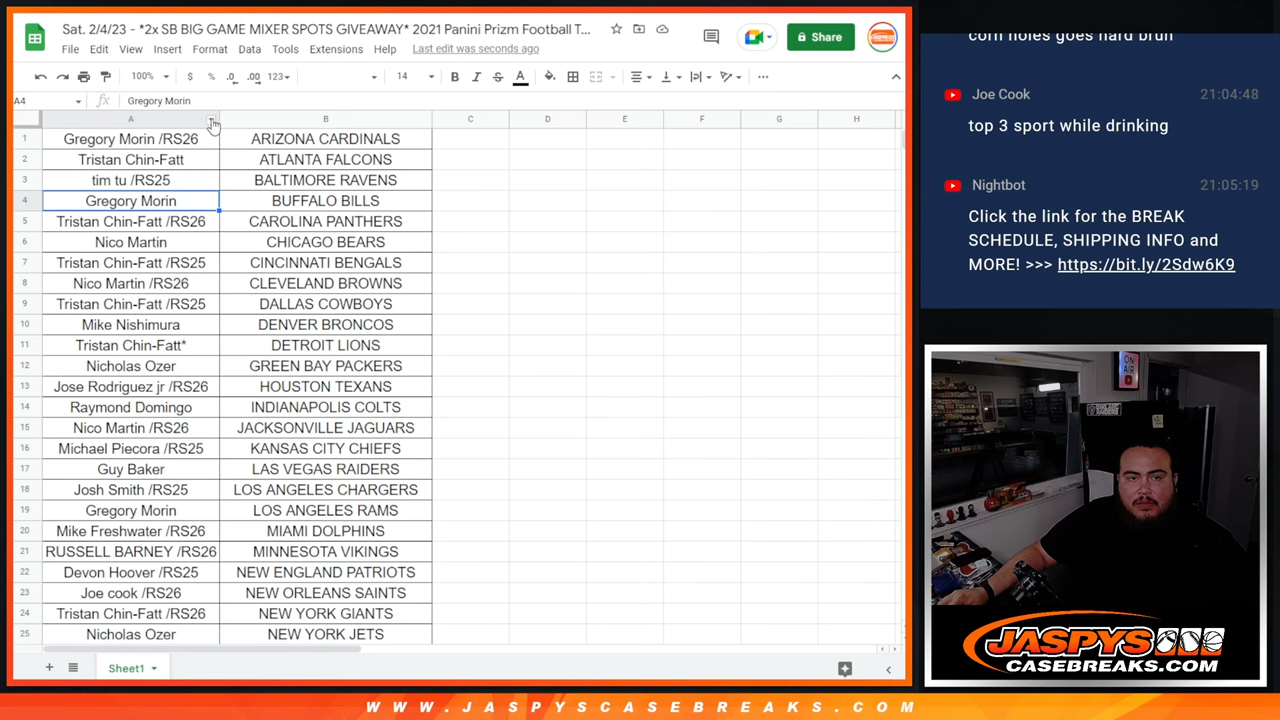 Sat. 2/4/23 - *2x SB BIG GAME MIXER SPOTS GIVEAWAY* 2021 Panini Prizm Football T...
File Edit View Insert Format Data Tools Extensions Help Last edit was seconds ago
Share
100% $ % .0 .00 123 14 B I S A
A4 fx Gregory Morin
A B C D E F G H
1 Gregory Morin /RS26 ARIZONA CARDINALS
2 Tristan Chin-Fatt ATLANTA FALCONS
3 tim tu /RS25 BALTIMORE RAVENS
4 Gregory Morin BUFFALO BILLS
5 Tristan Chin-Fatt /RS26 CAROLINA PANTHERS
6 Nico Martin CHICAGO BEARS
7 Tristan Chin-Fatt /RS25 CINCINNATI BENGALS
8 Nico Martin /RS26 CLEVELAND BROWNS
9 Tristan Chin-Fatt /RS25 DALLAS COWBOYS
10 Mike Nishimura DENVER BRONCOS
11 Tristan Chin-Fatt* DETROIT LIONS
12 Nicholas Ozer GREEN BAY PACKERS
13 Jose Rodriguez jr /RS26 HOUSTON TEXANS
14 Raymond Domingo INDIANAPOLIS COLTS
15 Nico Martin /RS26 JACKSONVILLE JAGUARS
16 Michael Piecora /RS25 KANSAS CITY CHIEFS
17 Guy Baker LAS VEGAS RAIDERS
18 Josh Smith /RS25 LOS ANGELES CHARGERS
19 Gregory Morin LOS ANGELES RAMS
20 Mike Freshwater /RS26 MIAMI DOLPHINS
21 RUSSELL BARNEY /RS26 MINNESOTA VIKINGS
22 Devon Hoover /RS25 NEW ENGLAND PATRIOTS
23 Joe cook /RS26 NEW ORLEANS SAINTS
24 Tristan Chin-Fatt /RS26 NEW YORK GIANTS
25 Nicholas Ozer NEW YORK JETS
Sheet1
corn holes goes hard bruh
Joe Cook 21:04:48
top 3 sport while drinking
Nightbot 21:05:19
Click the link for the BREAK
SCHEDULE, SHIPPING INFO and
MORE! >>> https://bit.ly/2Sdw6K9
ON
AIR
JASPYS
CASEBREAKS.COM
WWW.JASPYSCASEBREAKS.COM